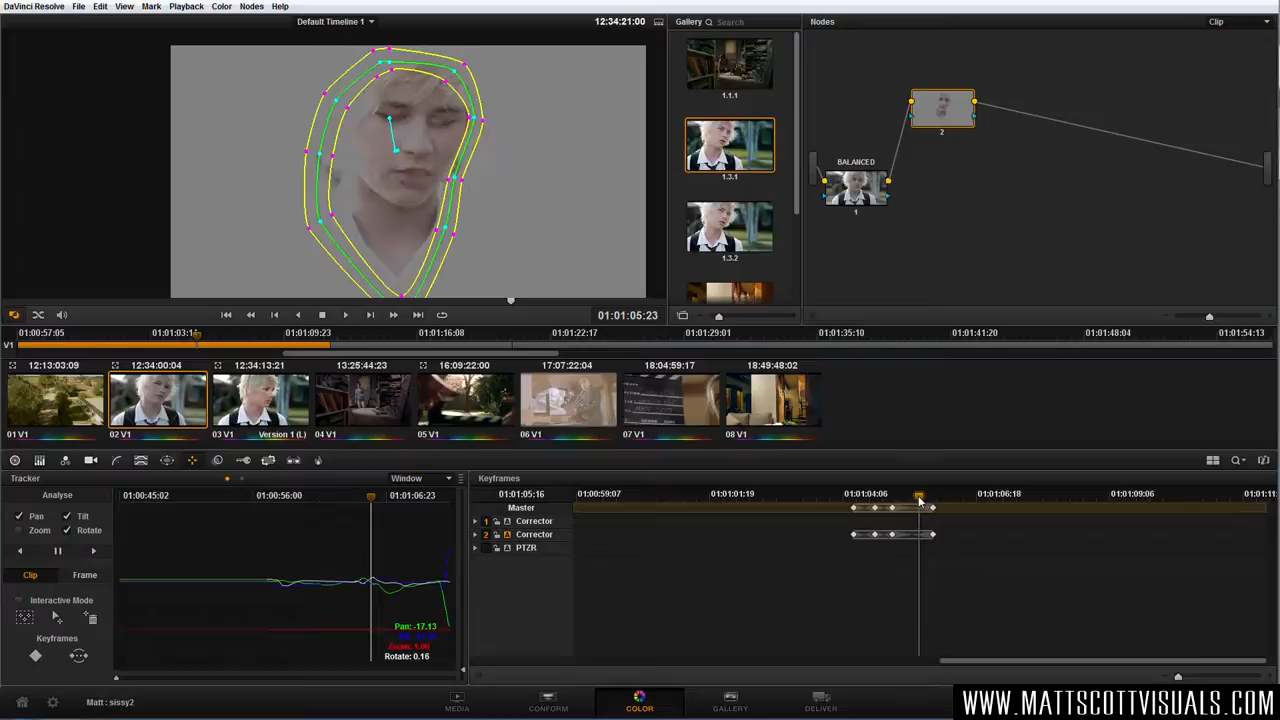 DaVinci Resolve File Edit View Mark Playback Color Nodes Help
Default Timeline 1 12:34:21:00 Gallery Search Nodes Clip
1.1.1
1.3.1
1.3.2
2
BALANCED
1
01:01:05:23
01:00:57:05 01:01:03:1 01:01:09:23 01:01:16:08 01:01:22:17 01:01:29:01 01:01:35:10 01:01:41:20 01:01:48:04 01:01:54:13
V1
12:13:03:09 12:34:00:04 12:34:13:21 13:25:44:23 16:09:22:00 17:07:22:04 18:04:59:17 18:49:48:02
01 V1 02 V1 03 V1 Version 1 (L) 04 V1 05 V1 06 V1 07 V1 08 V1
Tracker Window Keyframes
Analyse 01:00:45:02 01:00:56:00 01:01:06:23 01:01:05:16 01:00:59:07 01:01:01:19 01:01:04:06 01:01:06:18 01:01:09:06 01:01:11
Master
Pan Tilt
Zoom Rotate
1 A Corrector
2 A Corrector
A PTZR
Clip Frame
Interactive Mode
Keyframes
Pan: -17.13
Zoom: 1.00
Rotate: 0.16
Matt : sissy2 MEDIA CONFORM COLOR GALLERY DELIVER
WWW.MATTSCOTTVISUALS.COM